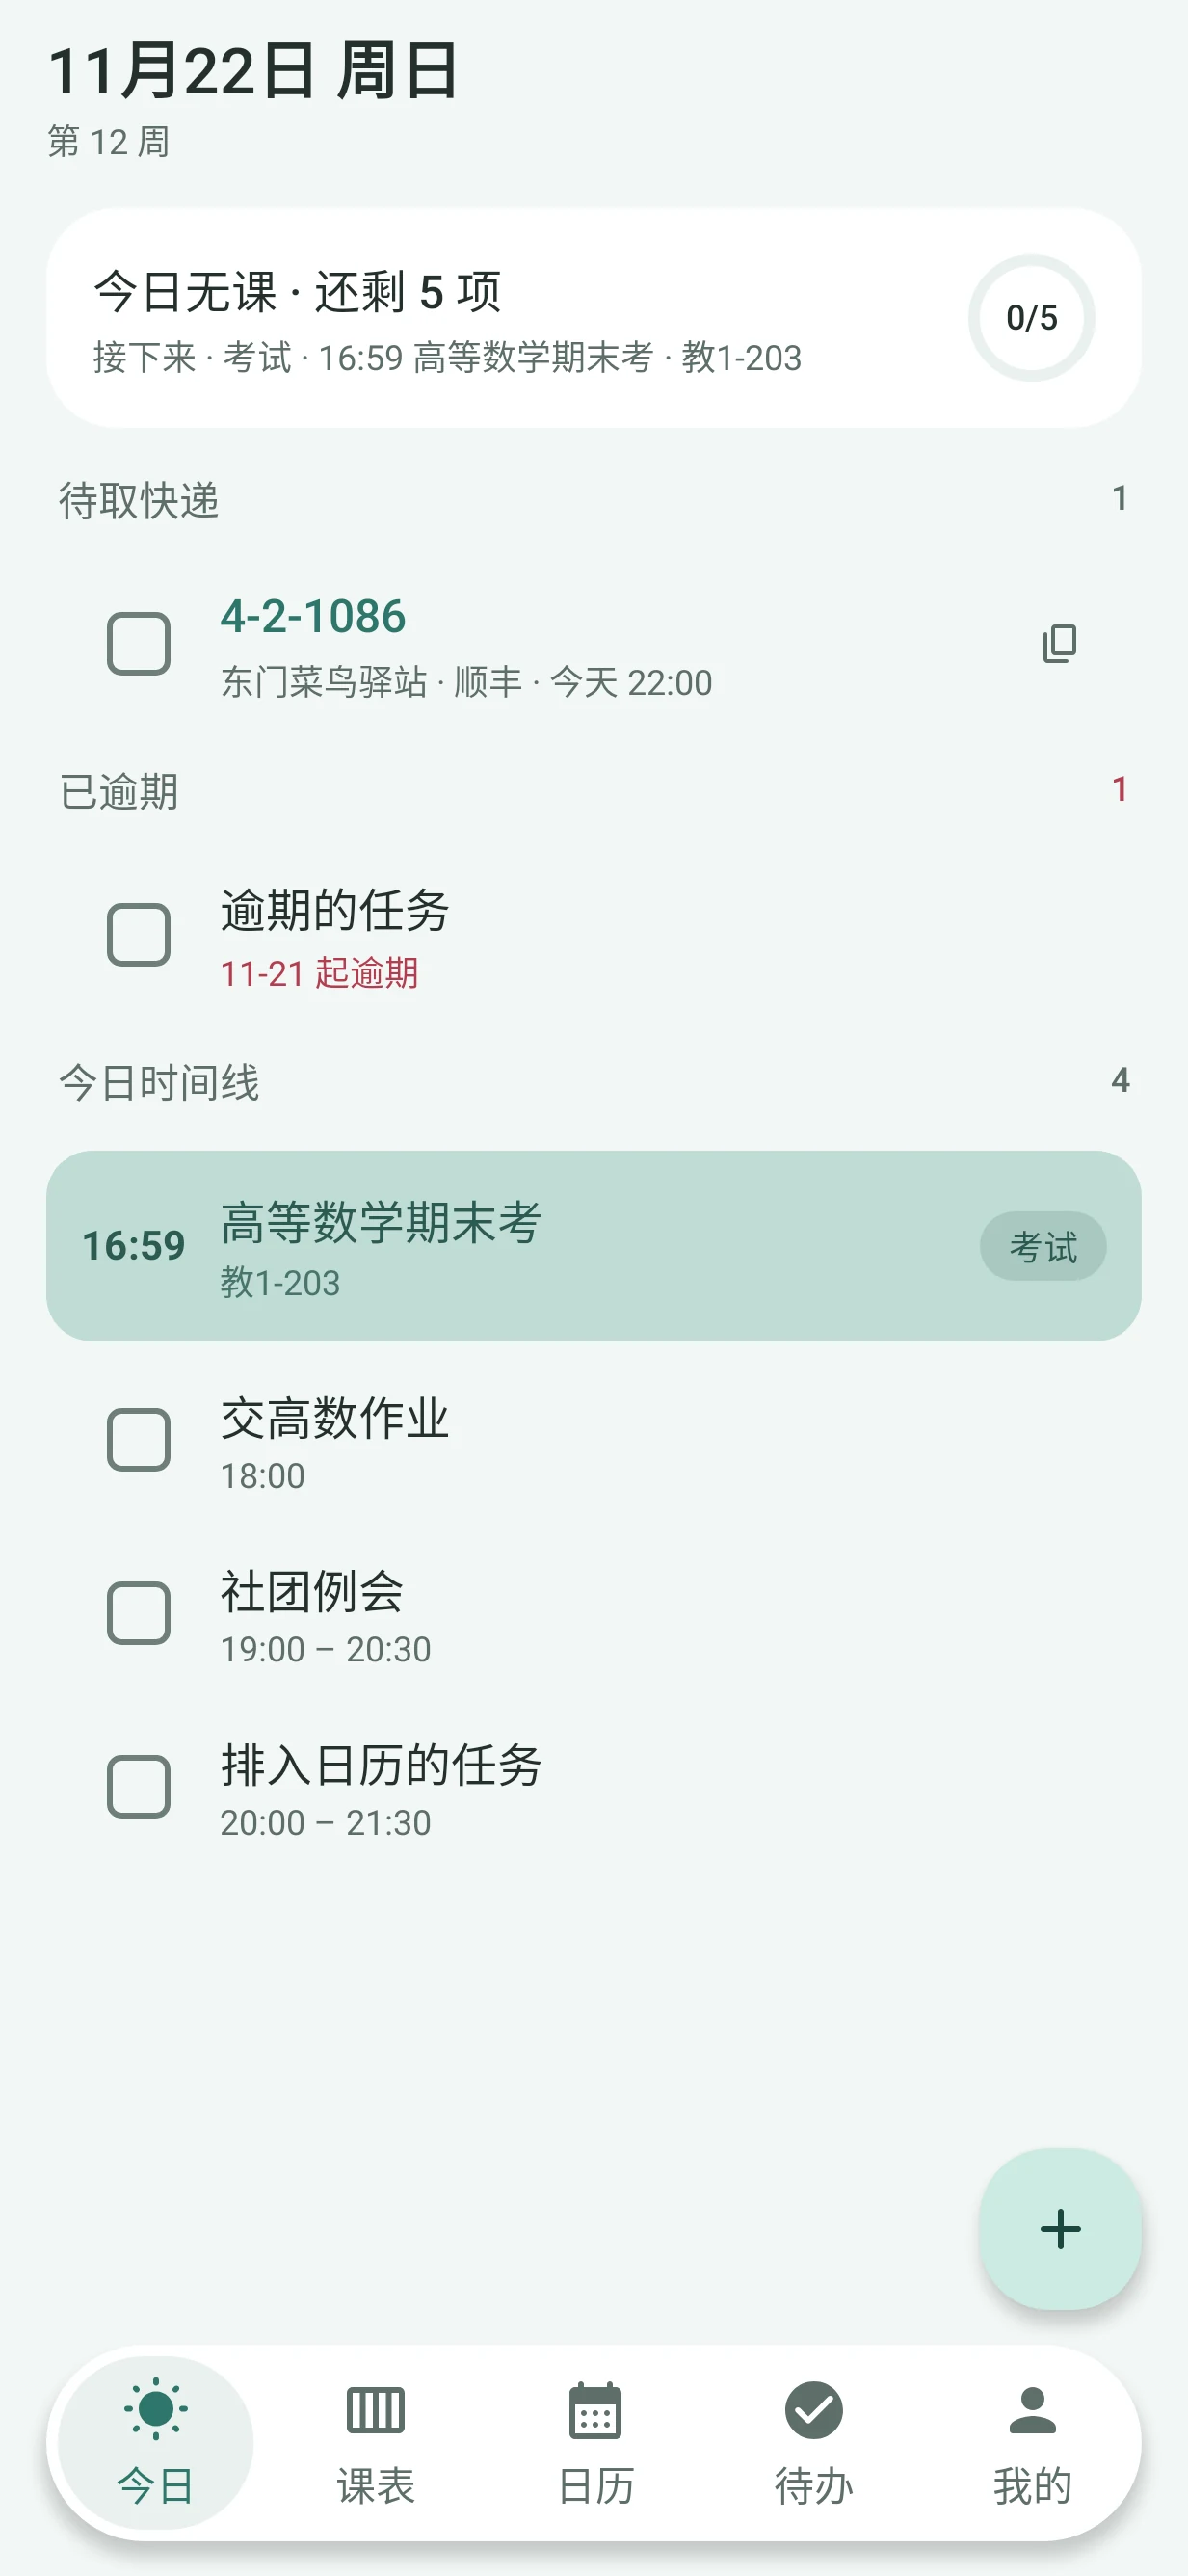 11月22日 周日
第 12 周
今日无课 · 还剩 5 项
接下来 · 考试 · 16:59 高等数学期末考 · 教1-203
0/5
待取快递
1
4-2-1086
东门菜鸟驿站 · 顺丰 · 今天 22:00
已逾期
1
逾期的任务
11-21 起逾期
今日时间线
4
16:59
高等数学期末考
教1-203
考试
交高数作业
18:00
社团例会
19:00 – 20:30
排入日历的任务
20:00 – 21:30
今日
课表
日历
待办
我的